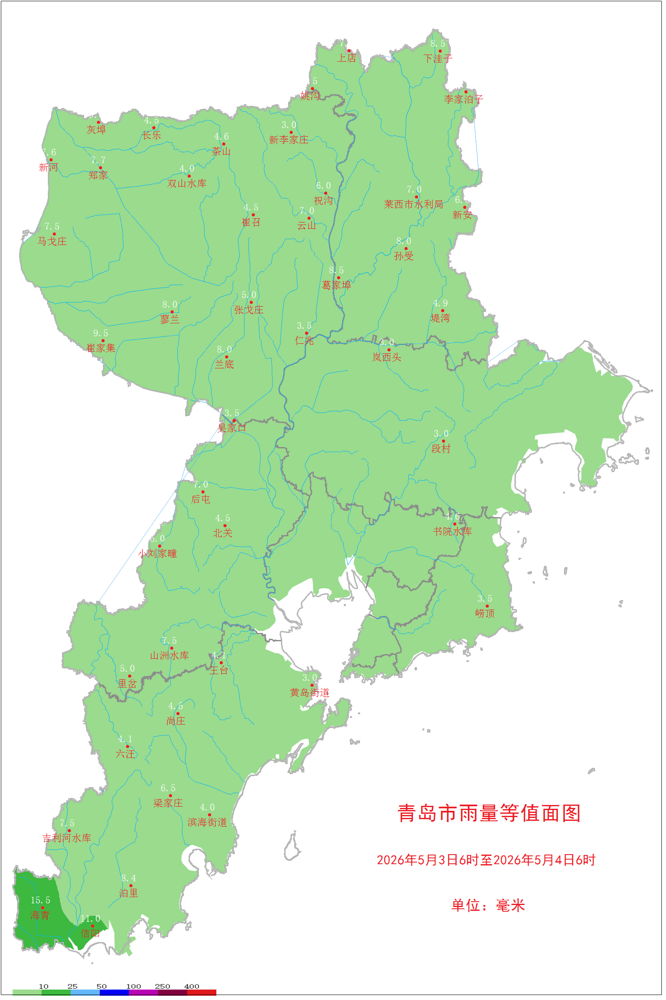 8.5
上店
下洼子
姚沟
李家泊子
灰埠
4.5
长乐
3.0
新李家庄
4.6
茶山
7.6
新河
7.7
郑家
4.0
双山水库
6.0
祝沟
7.0
莱西市水利局
新安
4.5
崔召
7.0
云山
7.5
马戈庄
8.0
孙受
8.5
葛家埠
5.0
张戈庄
8.0
蓼兰
4.9
堤湾
9.5
崔家集
3.5
仁兆
3.0
岚西头
8.0
兰底
3.5
吴家口
3.0
段村
7.0
后屯
4.5
北关
4.6
书院水库
5.0
小刘家疃
3.5
崂顶
7.5
山洲水库
4.1
王台
5.0
里岔
3.0
黄岛街道
4.5
尚庄
4.1
六汪
6.5
梁家庄
4.0
滨海街道
7.5
吉利河水库
8.4
泊里
15.5
海青
11.0
信阳
青岛市雨量等值面图
2026年5月3日6时至2026年5月4日6时
单位：毫米
10 25 50 100 250 400